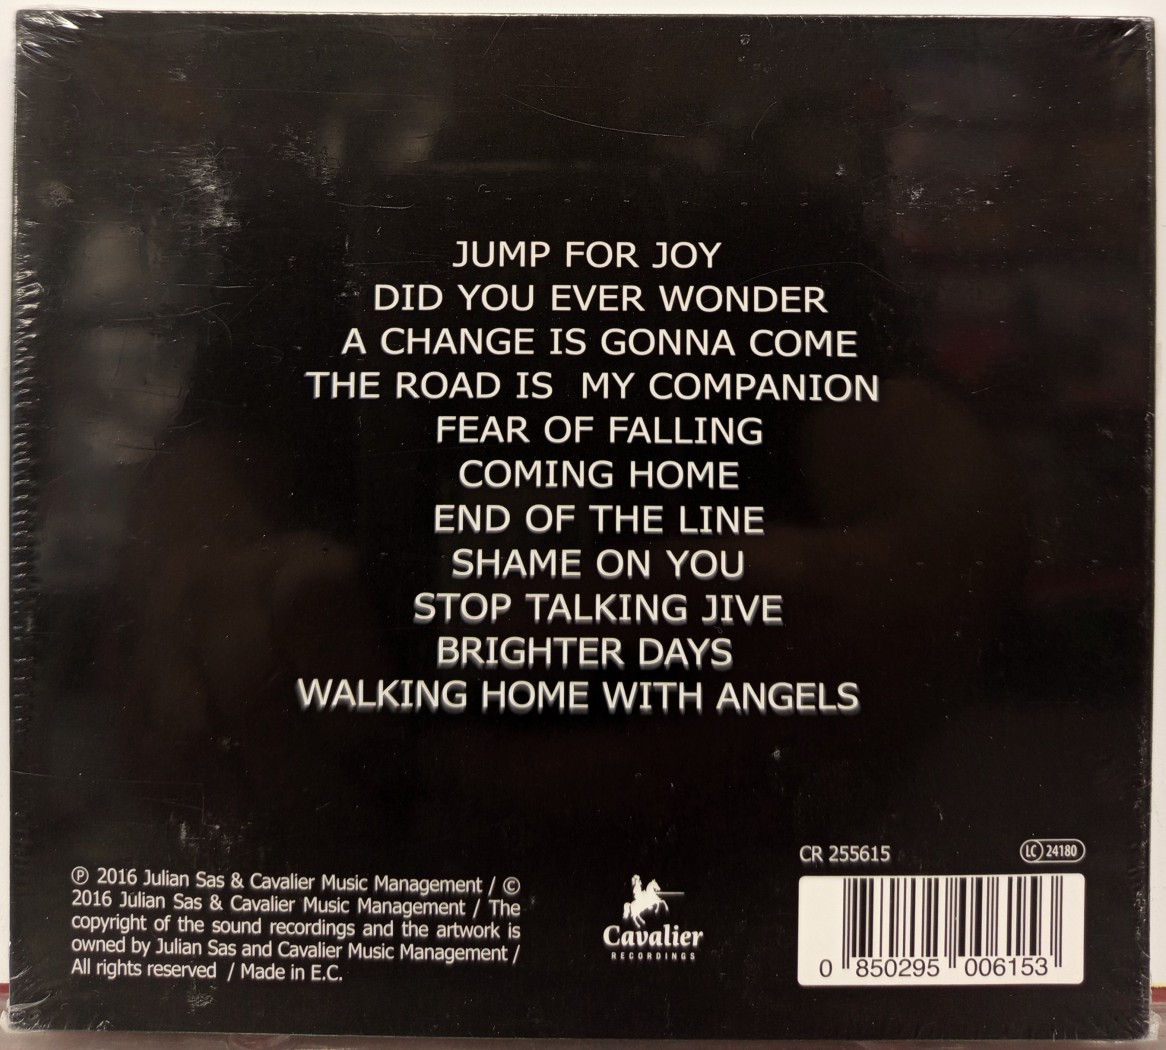 JUMP FOR JOY
DID YOU EVER WONDER
A CHANGE IS GONNA COME
THE ROAD IS  MY COMPANION
FEAR OF FALLING
COMING HOME
END OF THE LINE
SHAME ON YOU
STOP TALKING JIVE
BRIGHTER DAYS
WALKING HOME WITH ANGELS
℗ 2016 Julian Sas & Cavalier Music Management / ©
2016 Julian Sas & Cavalier Music Management / The
copyright of the sound recordings and the artwork is
owned by Julian Sas and Cavalier Music Management /
All rights reserved  / Made in E.C.
Cavalier
RECORDINGS
CR 255615
LC 24180
0 850295 006153